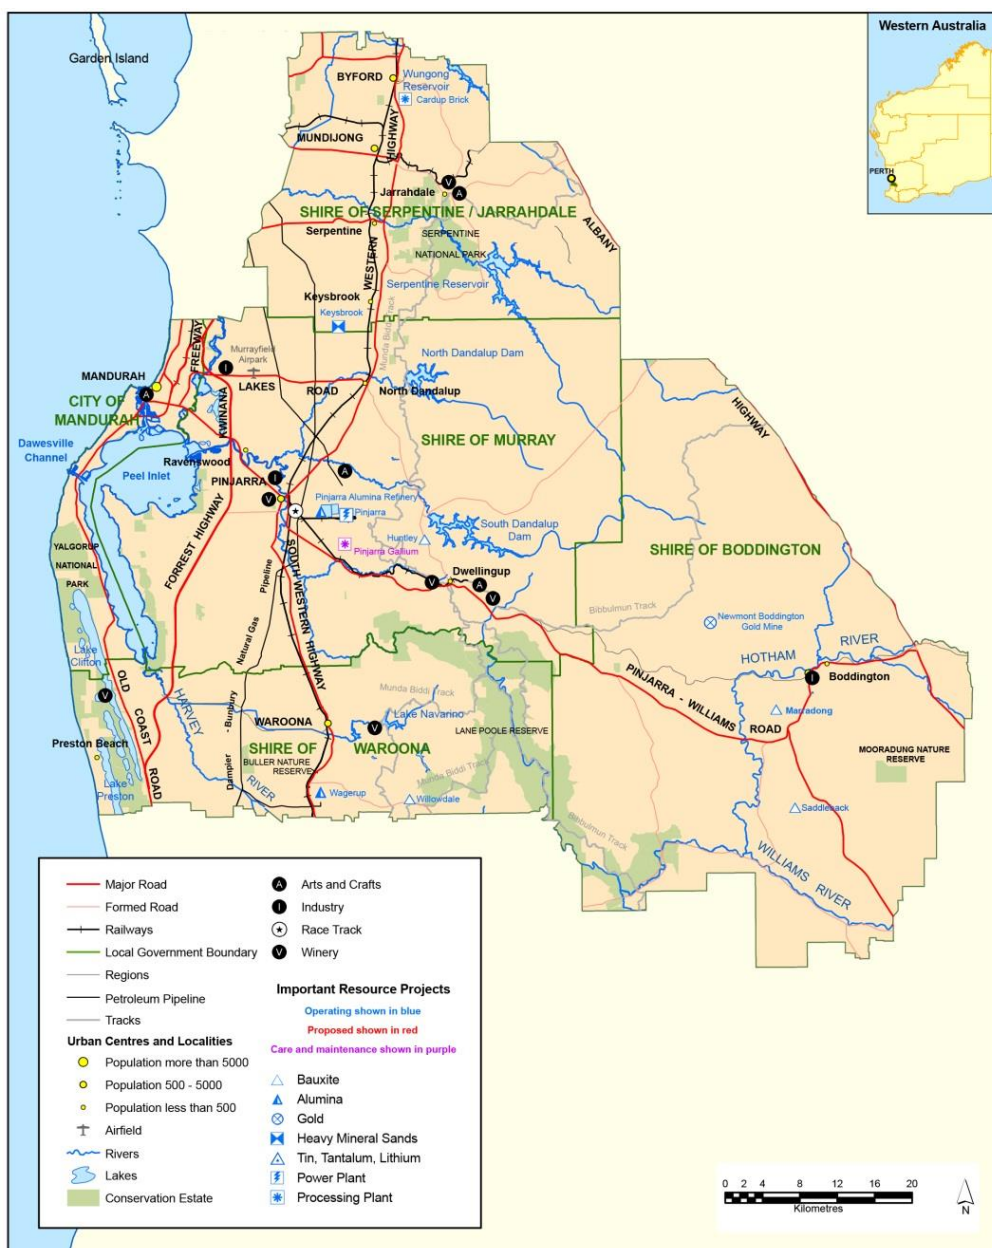 Western Australia
PERTH
Garden Island
BYFORD
Wungong
Reservoir
Cardup Brick
MUNDIJONG
HIGHWAY
Jarrahdale
SHIRE OF SERPENTINE / JARRAHDALE
ALBANY
Serpentine
SERPENTINE
NATIONAL PARK
WESTERN
Serpentine Reservoir
Keysbrook
Keysbrook
Munda Biddi Track
FREEWAY
Murrayfield
Airpark
North Dandalup Dam
MANDURAH
LAKES
ROAD
North Dandalup
CITY OF
MANDURAH
KWINANA
HIGHWAY
SHIRE OF MURRAY
Dawesville
Channel
Ravenswood
Peel Inlet
PINJARRA
Pinjarra Alumina Refinery
Pinjarra
South Dandalup
Dam
Huntley
Pinjarra Gallium
SHIRE OF BODDINGTON
YALGORUP
NATIONAL
PARK
FORREST HIGHWAY
SOUTH WESTERN HIGHWAY
Dwellingup
Bibbulmun Track
Newmont Boddington
Gold Mine
Pipeline
Natural Gas
- Bunbury
Dampier
Lake
Clifton
HOTHAM
RIVER
Boddington
OLD
COAST
ROAD
HARVEY
RIVER
PINJARRA - WILLIAMS
ROAD
Marradong
Munda Biddi Track
Lake Navarino
WAROONA
LANE POOLE RESERVE
SHIRE OF
WAROONA
Preston Beach
BULLER NATURE
RESERVE
MOORADUNG NATURE
RESERVE
Munda Biddi Track
Lake
Preston
Wagerup
Willowdale
Saddleback
Bibbulmun Track
WILLIAMS
RIVER
Major Road
Formed Road
Railways
Local Government Boundary
Regions
Petroleum Pipeline
Tracks
Urban Centres and Localities
Population more than 5000
Population 500 - 5000
Population less than 500
Airfield
Rivers
Lakes
Conservation Estate
A Arts and Crafts
I Industry
Race Track
V Winery
Important Resource Projects
Operating shown in blue
Proposed shown in red
Care and maintenance shown in purple
Bauxite
Alumina
Gold
Heavy Mineral Sands
Tin, Tantalum, Lithium
Power Plant
Processing Plant
0 2 4 8 12 16 20
Kilometres
N